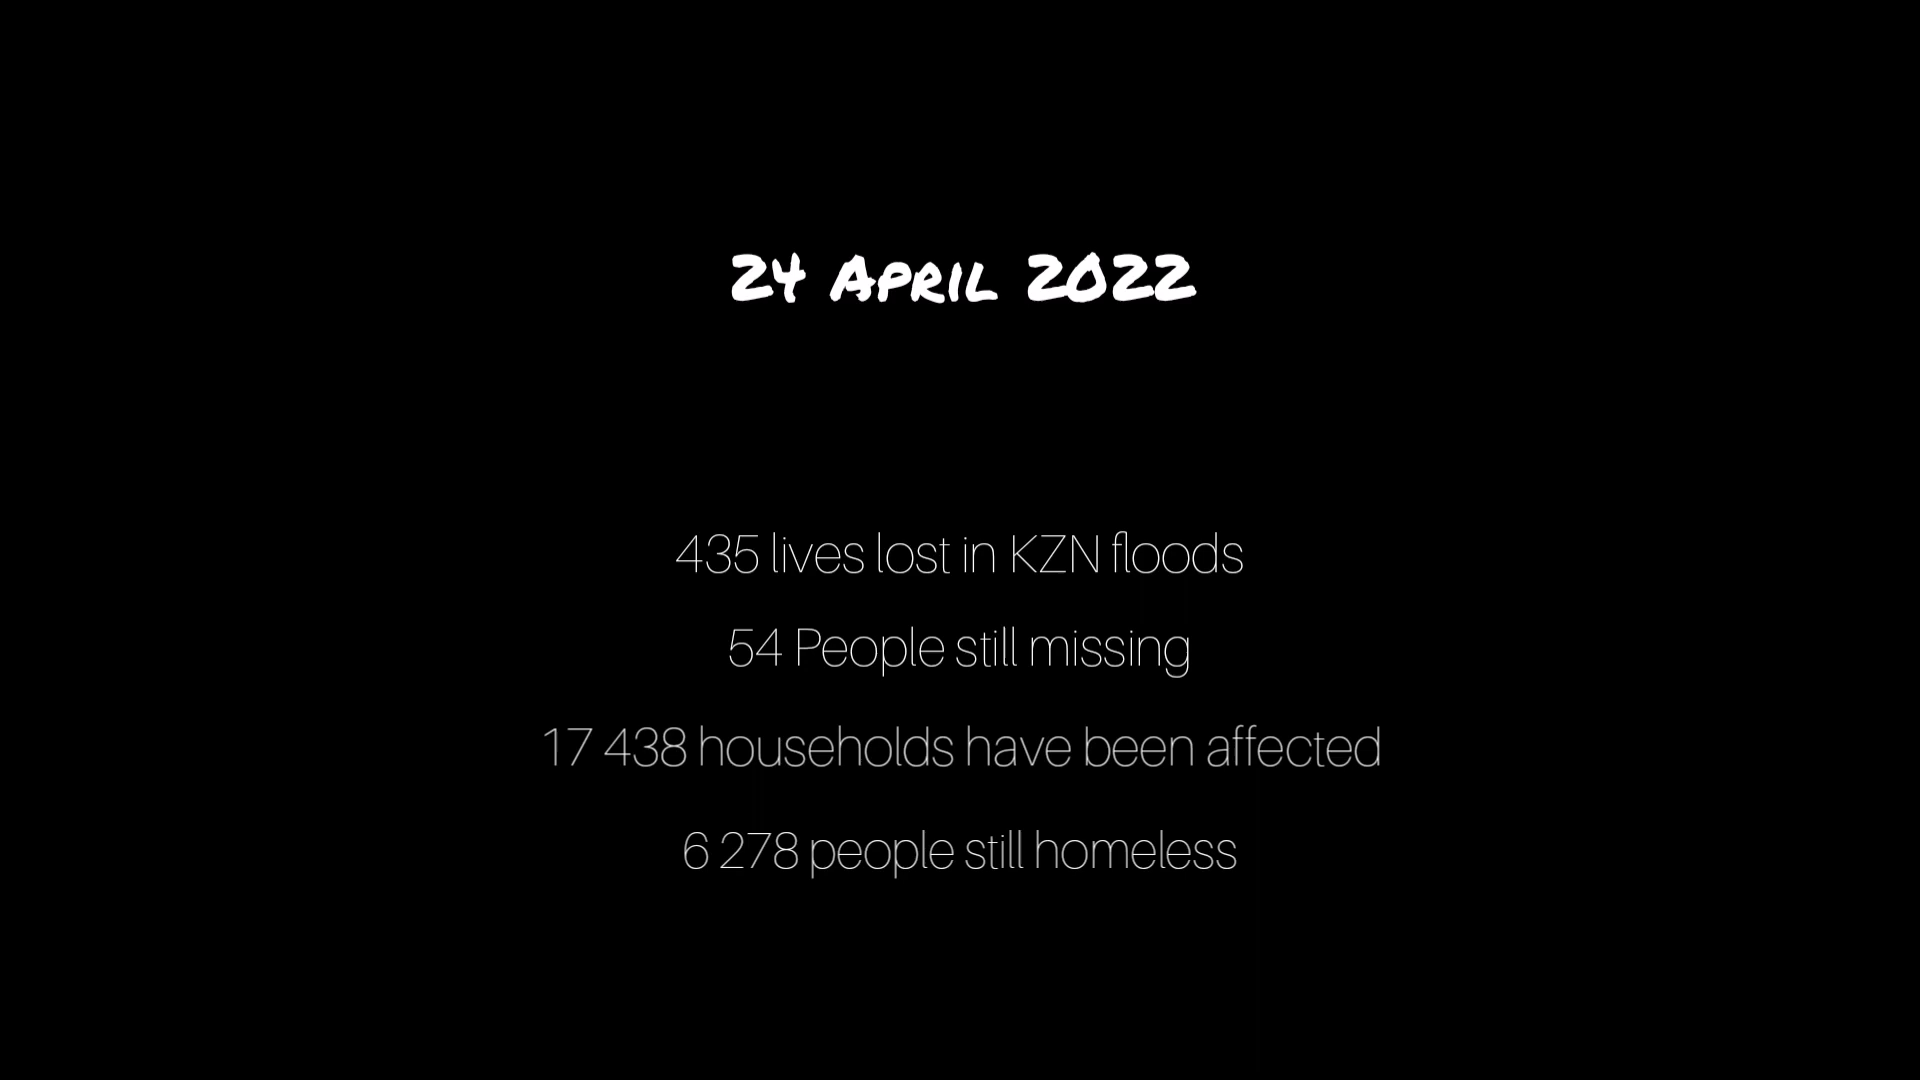 24 April 2022
435 lives lost in KZN floods
54 People still missing
17 438 households have been affected
6 278 people still homeless